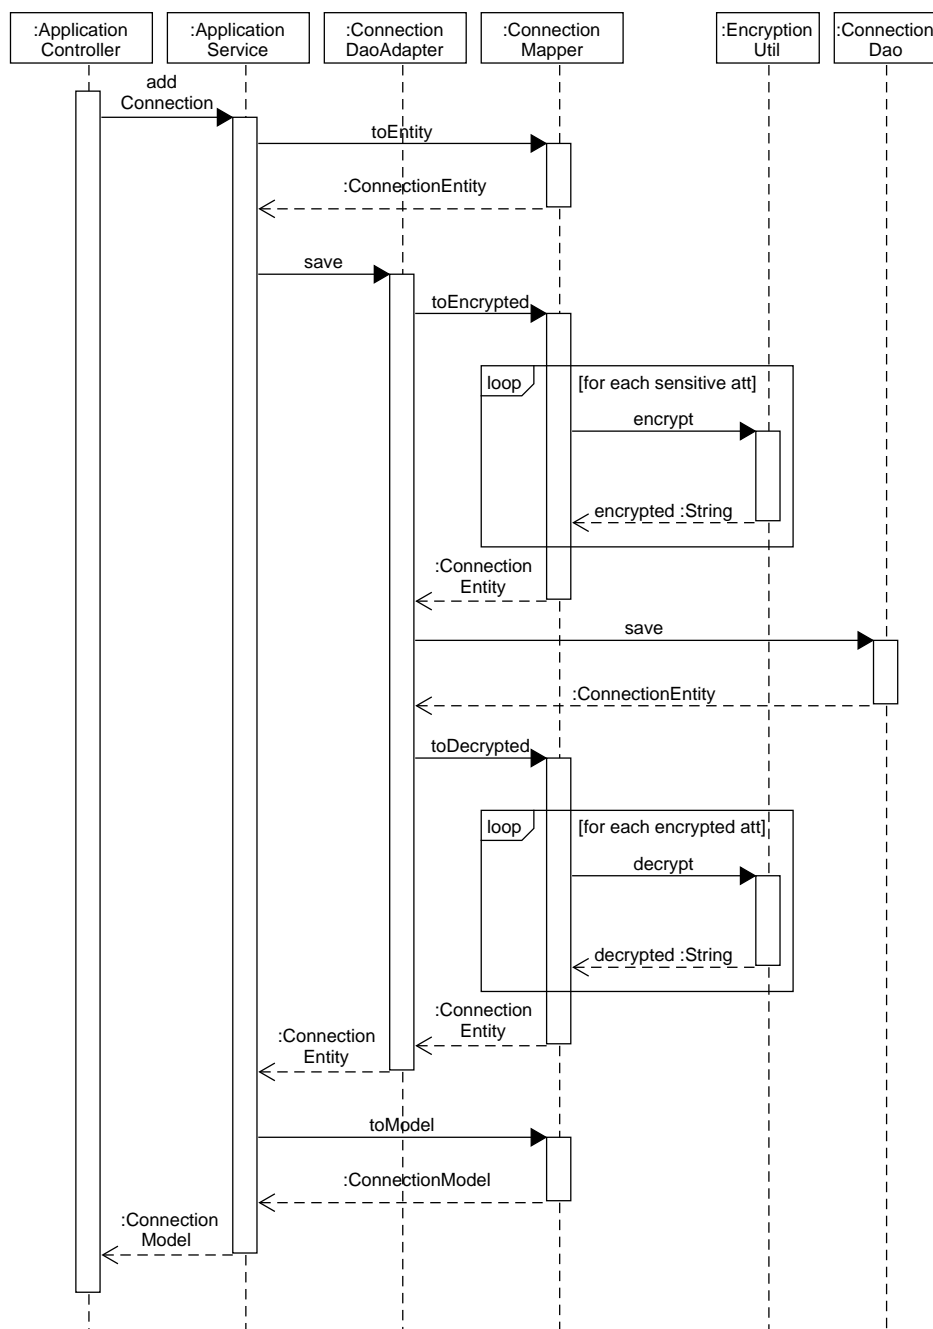 :Application
Controller
:Application
Service
:Connection
DaoAdapter
:Connection
Mapper
:Encryption
Util
:Connection
Dao
add
Connection
toEntity
:ConnectionEntity
save
toEncrypted
loop
[for each sensitive att]
encrypt
encrypted :String
:Connection
Entity
save
:ConnectionEntity
toDecrypted
loop
[for each encrypted att]
decrypt
decrypted :String
:Connection
Entity
:Connection
Entity
toModel
:ConnectionModel
:Connection
Model